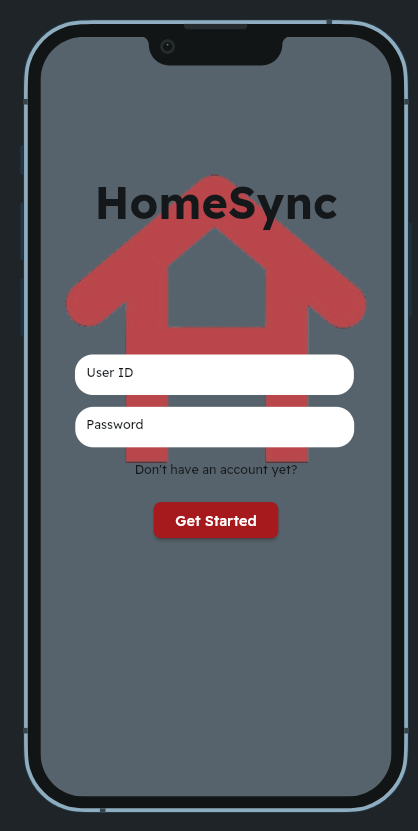 HomeSync
User ID
Password
Don't have an account yet?
Get Started